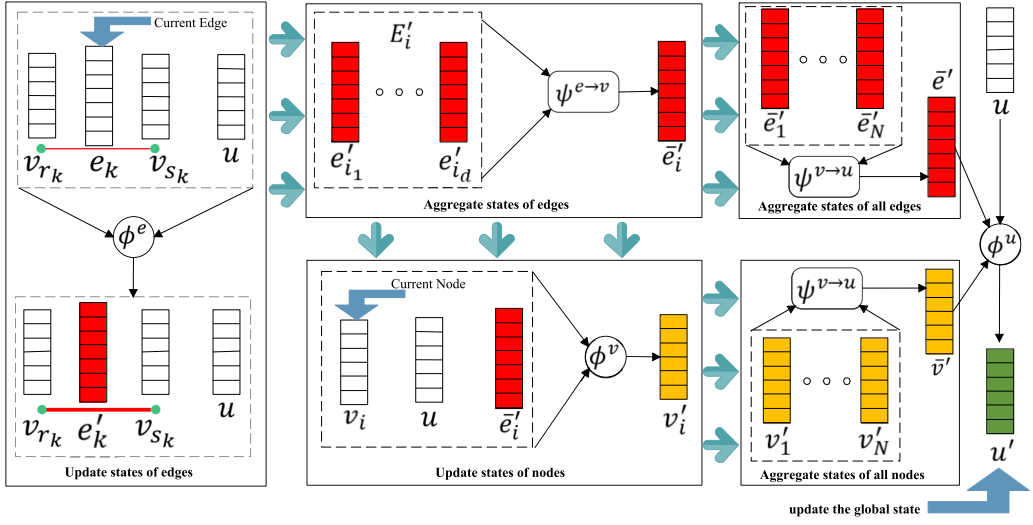 Current Edge
v_{r_k} e_k v_{s_k} u
ϕ^e
v_{r_k} e′_k v_{s_k} u
Update states of edges
E′_i
e′_{i_1} e′_{i_d}
ψ^{e→v}
ē′_i
Aggregate states of edges
ē′_1 ē′_N
ψ^{v→u}
ē′
Aggregate states of all edges
u
ϕ^u
Current Node
v_i u ē′_i
ϕ^v
v′_i
Update states of nodes
ψ^{v→u}
v′_1 v′_N
v̄′
Aggregate states of all nodes
u′
update the global state